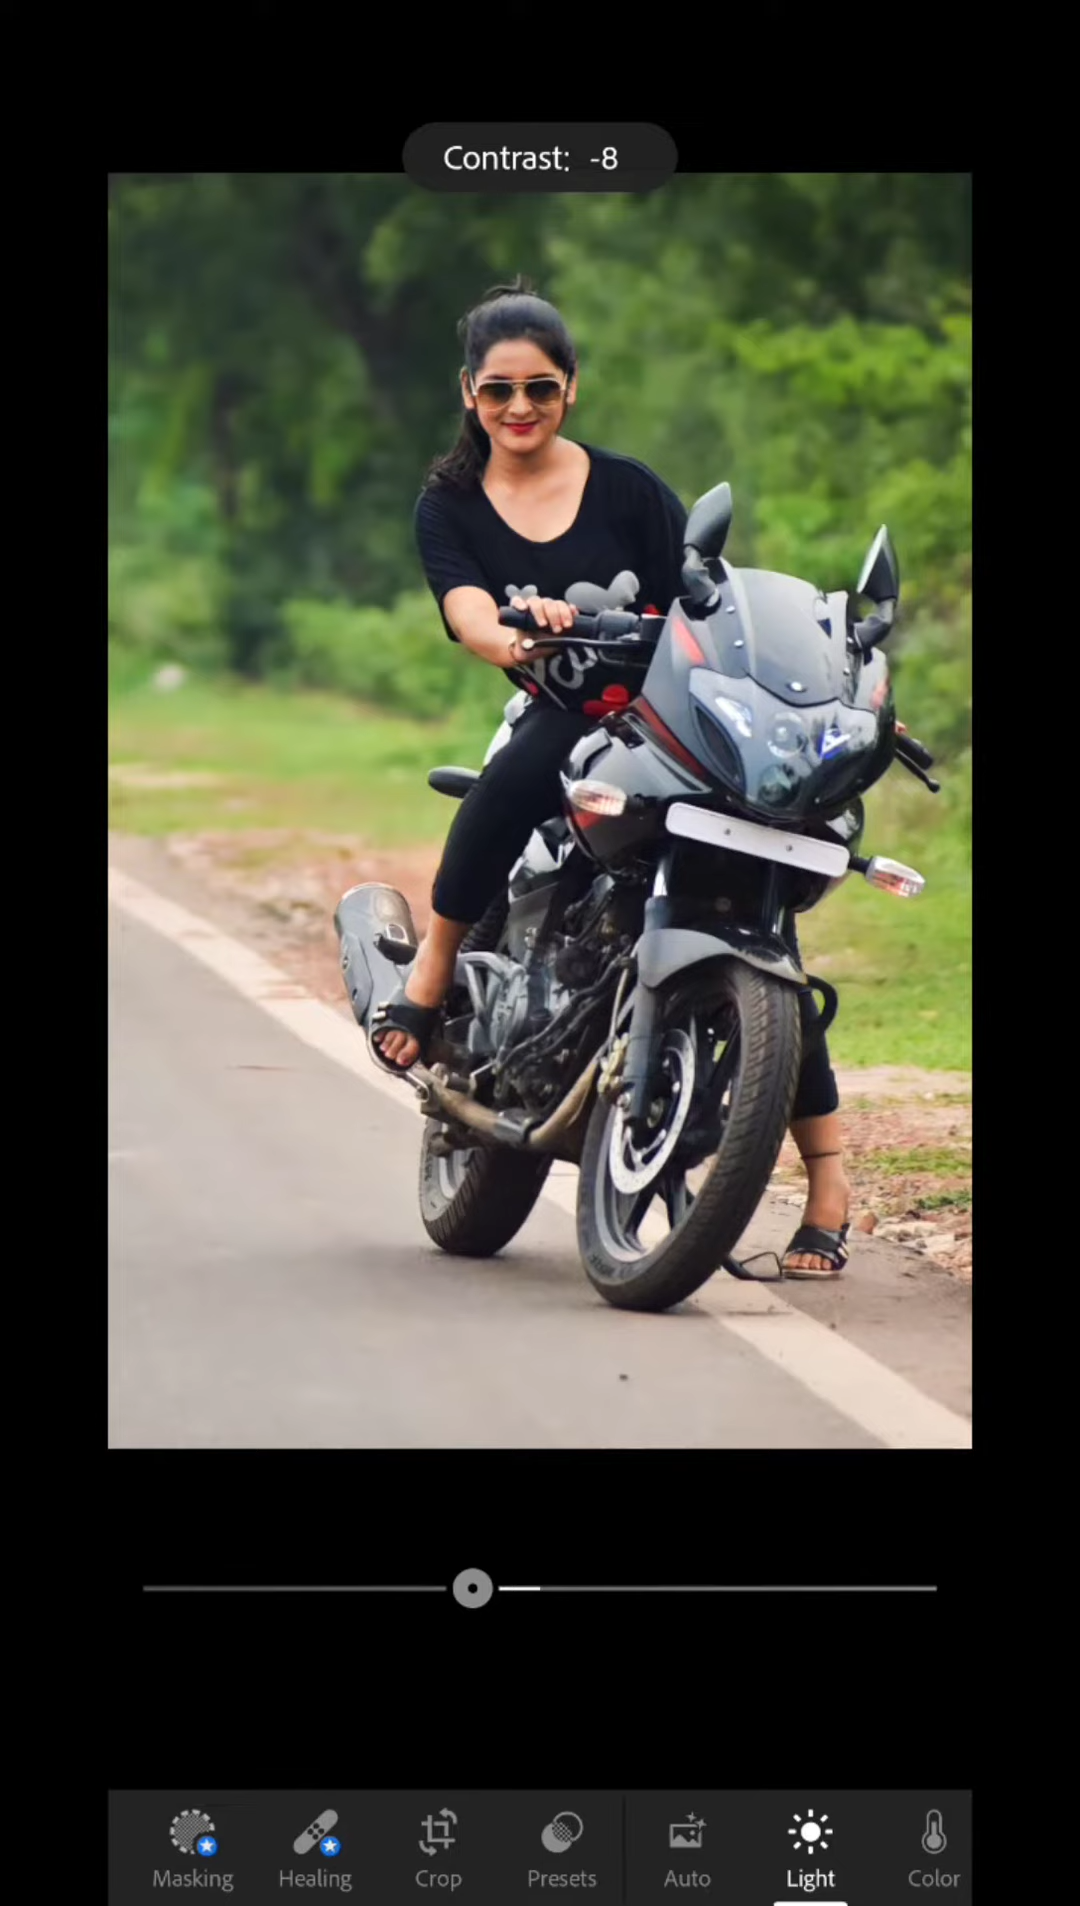 Contrast: -8
Masking
Healing
Crop
Presets
Auto
Light
Color